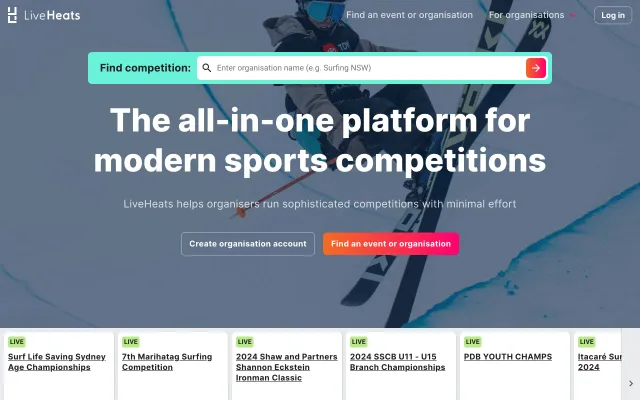 LiveHeats
Find an event or organisation
For organisations
Log in
Find competition:
Enter organisation name (e.g. Surfing NSW)
The all-in-one platform for
modern sports competitions
LiveHeats helps organisers run sophisticated competitions with minimal effort
Create organisation account
Find an event or organisation
LIVE
Surf Life Saving Sydney
Age Championships
LIVE
7th Marihatag Surfing
Competition
LIVE
2024 Shaw and Partners
Shannon Eckstein
Ironman Classic
LIVE
2024 SSCB U11 - U15
Branch Championships
LIVE
PDB YOUTH CHAMPS
LIVE
Itacaré Sur
2024